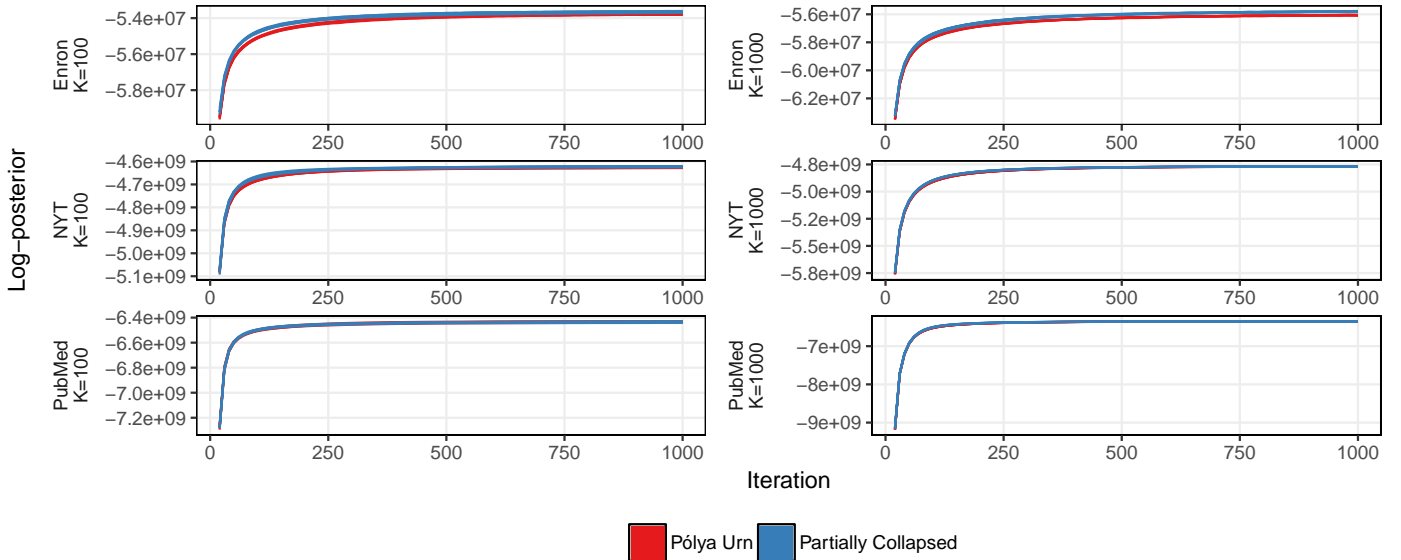 Log−posterior
Enron
K=100
−5.4e+07
−5.6e+07
−5.8e+07
0 250 500 750 1000
Enron
K=1000
−5.6e+07
−5.8e+07
−6.0e+07
−6.2e+07
0 250 500 750 1000
NYT
K=100
−4.6e+09
−4.7e+09
−4.8e+09
−4.9e+09
−5.0e+09
−5.1e+09
0 250 500 750 1000
NYT
K=1000
−4.8e+09
−5.0e+09
−5.2e+09
−5.5e+09
−5.8e+09
0 250 500 750 1000
PubMed
K=100
−6.4e+09
−6.6e+09
−6.8e+09
−7.0e+09
−7.2e+09
0 250 500 750 1000
PubMed
K=1000
−7e+09
−8e+09
−9e+09
0 250 500 750 1000
Iteration
Pólya Urn Partially Collapsed